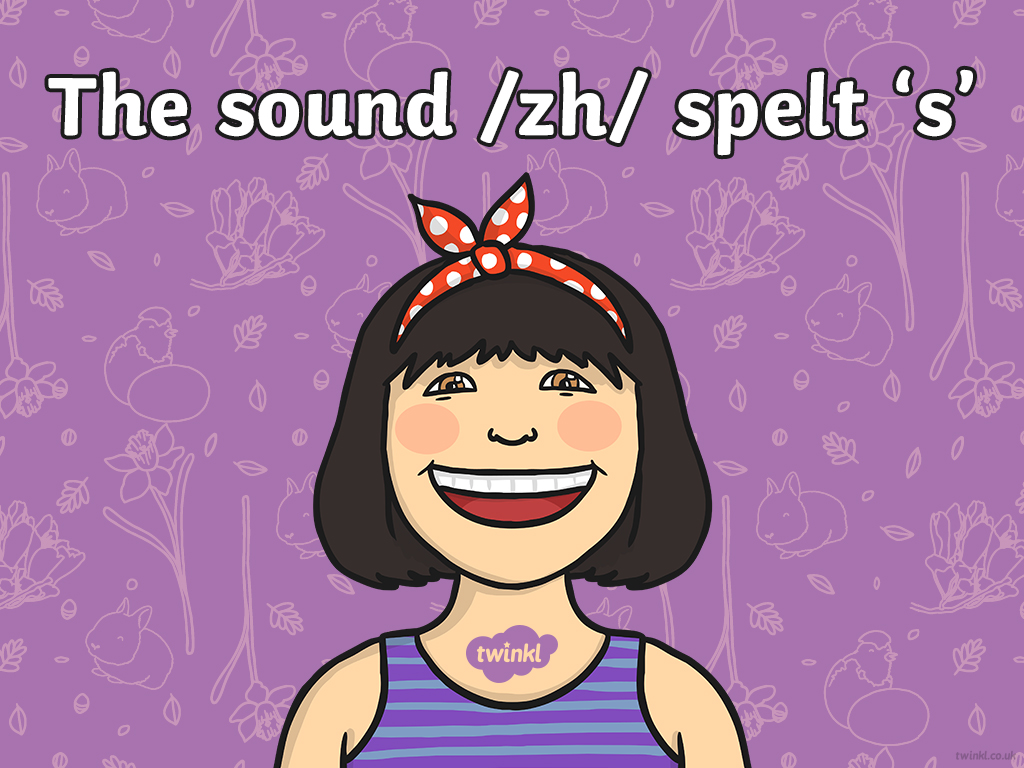 The sound /zh/ spelt ‘s’
twinkl
twinkl.co.uk